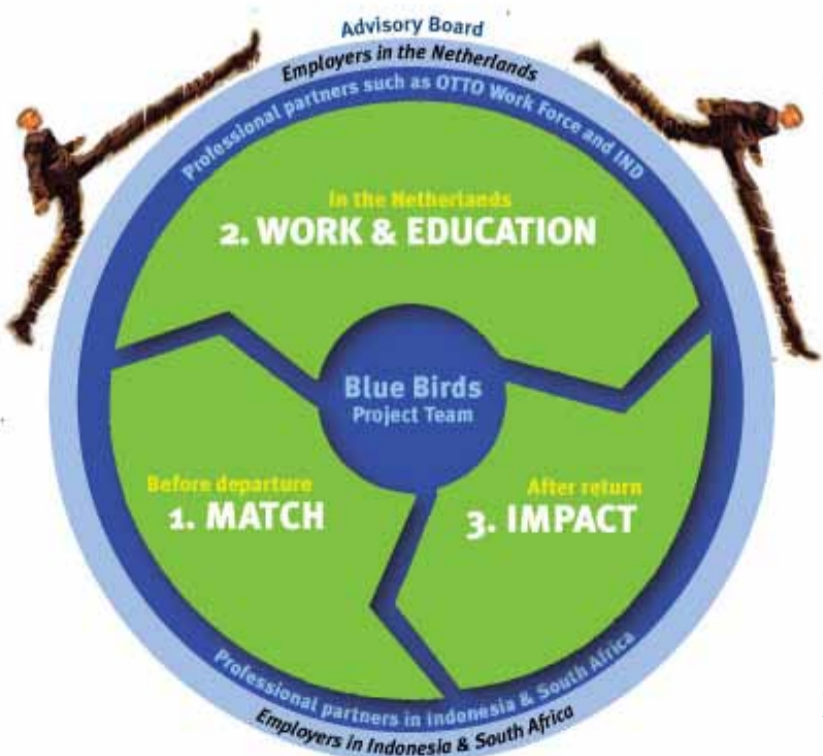 Advisory Board
Employers in the Netherlands
Professional partners such as OTTO Work Force and IND
In the Netherlands
2. WORK & EDUCATION
Blue Birds
Project Team
Before departure
1. MATCH
After return
3. IMPACT
Professional partners in Indonesia & South Africa
Employers in Indonesia & South Africa